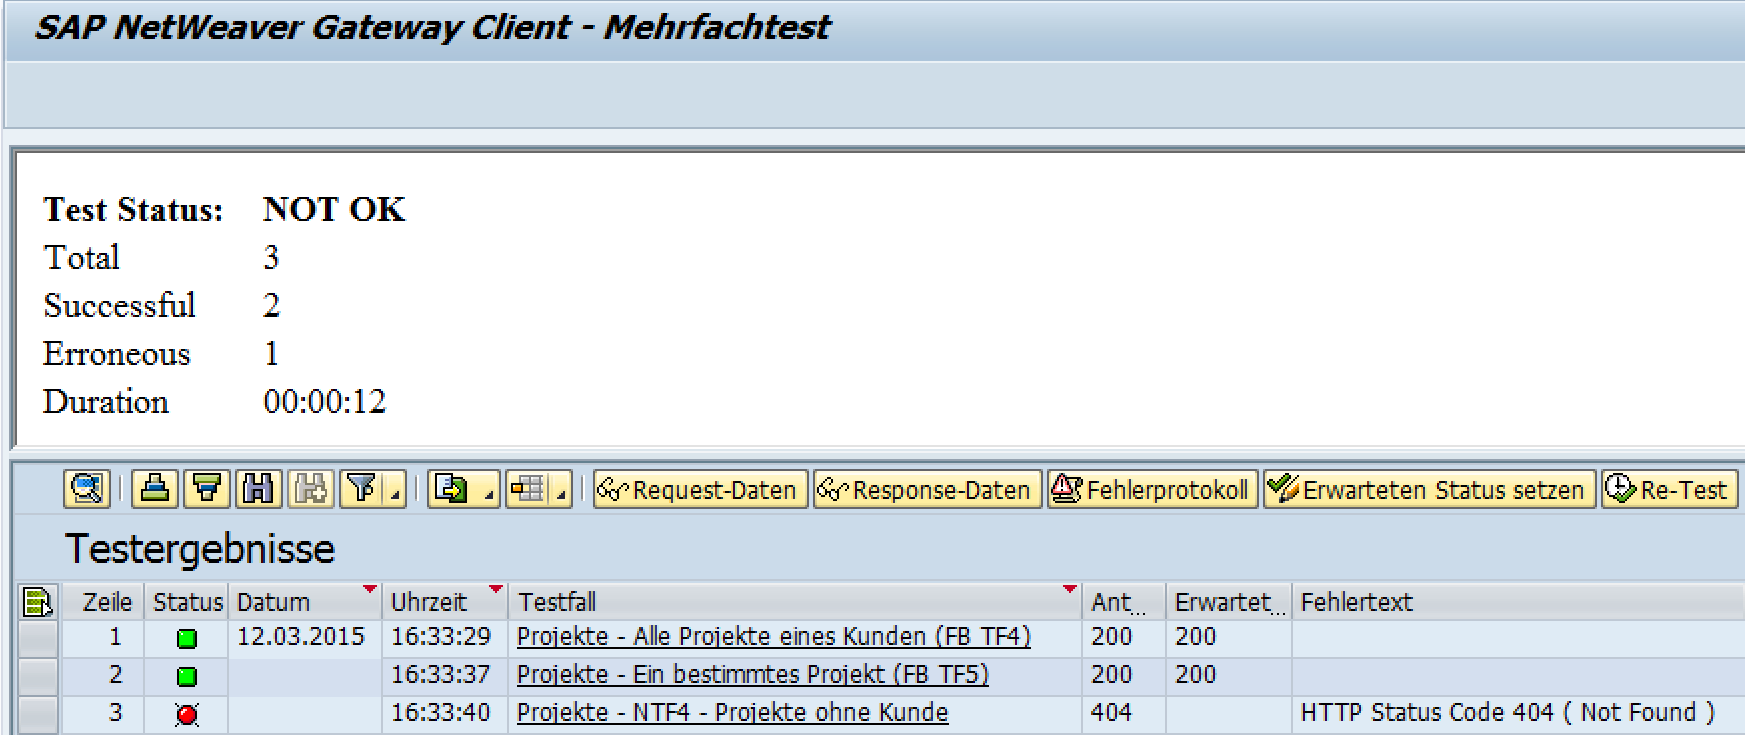 SAP NetWeaver Gateway Client - Mehrfachtest
Test Status: NOT OK
Total 3
Successful 2
Erroneous 1
Duration 00:00:12
Request-Daten Response-Daten Fehlerprotokoll Erwarteten Status setzen Re-Test
Testergebnisse
Zeile Status Datum Uhrzeit Testfall Ant... Erwartet... Fehlertext
1 12.03.2015 16:33:29 Projekte - Alle Projekte eines Kunden (FB TF4) 200 200
2 16:33:37 Projekte - Ein bestimmtes Projekt (FB TF5) 200 200
3 16:33:40 Projekte - NTF4 - Projekte ohne Kunde 404 HTTP Status Code 404 ( Not Found )